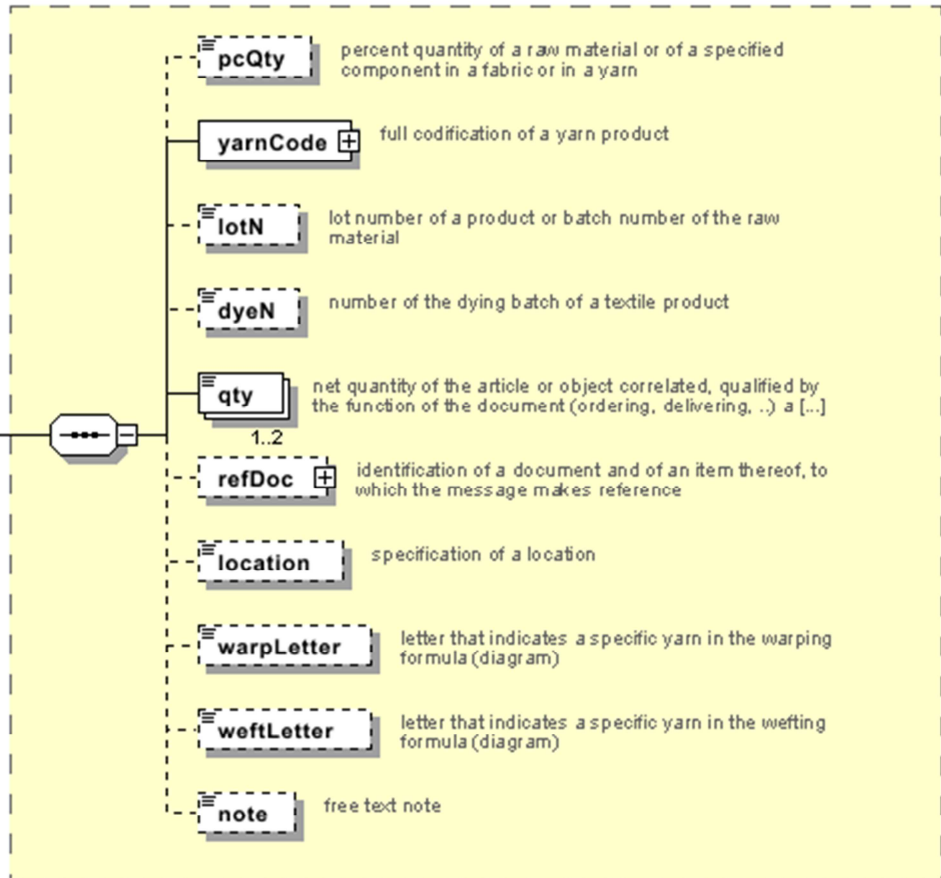 pcQty
percent quantity of a raw material or of a specified
component in a fabric or in a yarn
yarnCode
full codification of a yarn product
lotN
lot number of a product or batch number of the raw
material
dyeN
number of the dying batch of a textile product
qty
net quantity of the article or object correlated, qualified by
the function of the document (ordering, delivering, ..) a [...]
1..2
refDoc
identification of a document and of an item thereof, to
which the message makes reference
location
specification of a location
warpLetter
letter that indicates a specific yarn in the warping
formula (diagram)
weftLetter
letter that indicates a specific yarn in the wefting
formula (diagram)
note
free text note